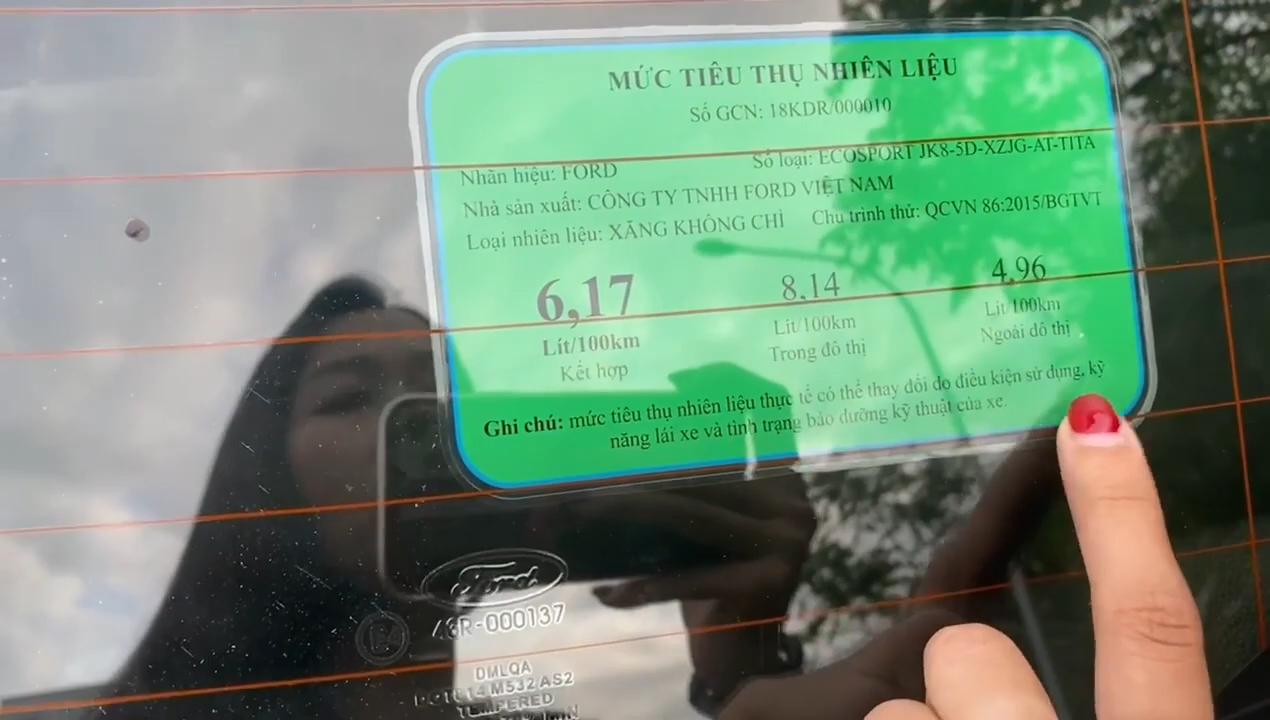 MỨC TIÊU THỤ NHIÊN LIỆU
Số GCN: 18KDR/000010
Nhãn hiệu: FORD Số loại: ECOSPORT JK8-5D-XZJG-AT-TITA
Nhà sản xuất: CÔNG TY TNHH FORD VIỆT NAM
Loại nhiên liệu: XĂNG KHÔNG CHÌ Chu trình thử: QCVN 86:2015/BGTVT
6,17 8,14 4,96
Lít/100km Lít/100km Lít/100km
Kết hợp Trong đô thị Ngoài đô thị
Ghi chú: mức tiêu thụ nhiên liệu thực tế có thể thay đổi do điều kiện sử dụng, kỹ
năng lái xe và tình trạng bảo dưỡng kỹ thuật của xe.
Ford
43R-000137
DMLQA
M532 AS2
TEMPERED